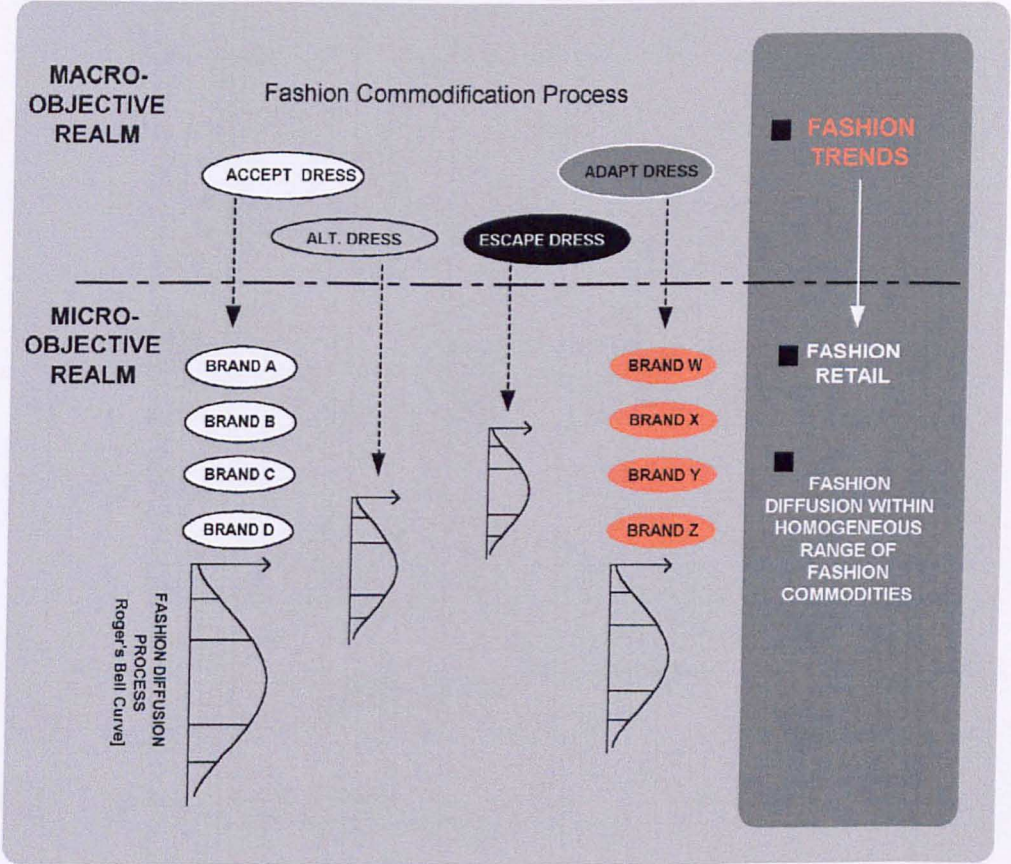 MACRO-
OBJECTIVE
REALM
Fashion Commodification Process
ACCEPT DRESS
ALT. DRESS
ESCAPE DRESS
ADAPT DRESS
FASHION
TRENDS
MICRO-
OBJECTIVE
REALM
BRAND A
BRAND B
BRAND C
BRAND D
FASHION DIFFUSION
PROCESS
Roger's Bell Curve]
BRAND W
BRAND X
BRAND Y
BRAND Z
FASHION
RETAIL
FASHION
DIFFUSION WITHIN
HOMOGENEOUS
RANGE OF
FASHION
COMMODITIES